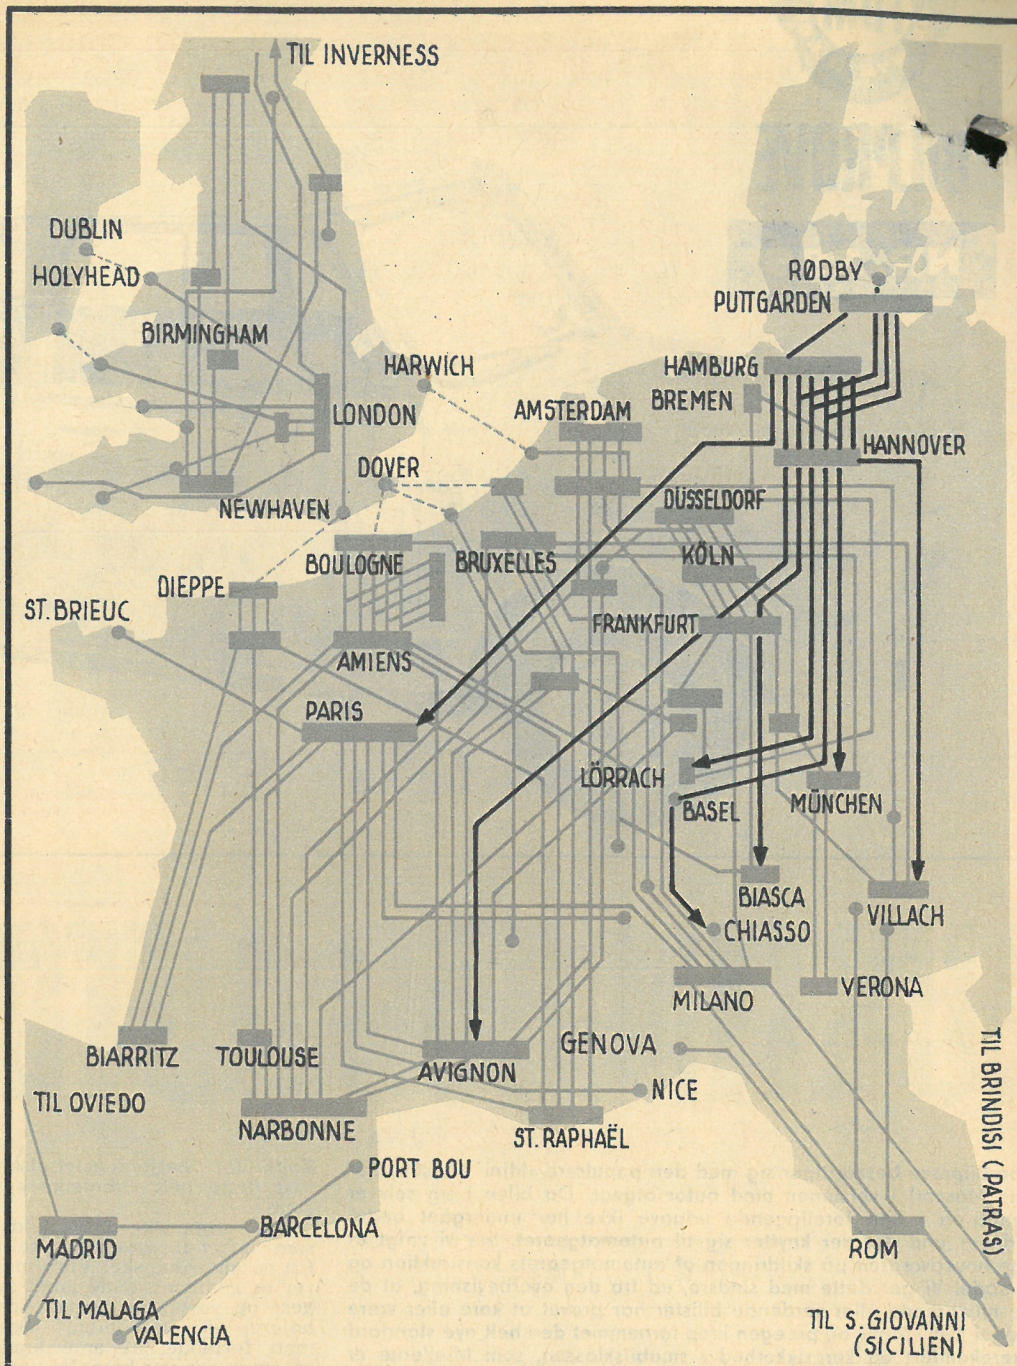 TIL INVERNESS
DUBLIN
HOLYHEAD
RØDBY
PUTTGARDEN
BIRMINGHAM
HARWICH
HAMBURG
BREMEN
LONDON
AMSTERDAM
HANNOVER
DOVER
NEWHAVEN
DÜSSELDORF
BOULOGNE
BRUXELLES
KÖLN
DIEPPE
ST. BRIEUC
FRANKFURT
AMIENS
PARIS
LÖRRACH
BASEL
MÜNCHEN
BIASCA
CHIASSO
VILLACH
MILANO
VERONA
BIARRITZ
TOULOUSE
AVIGNON
GENOVA
NICE
TIL OVIEDO
NARBONNE
ST. RAPHAËL
TIL BRINDISI (PATRAS)
PORT BOU
MADRID
BARCELONA
ROM
TIL MALAGA
VALENCIA
TIL S. GIOVANNI
(SICILIEN)